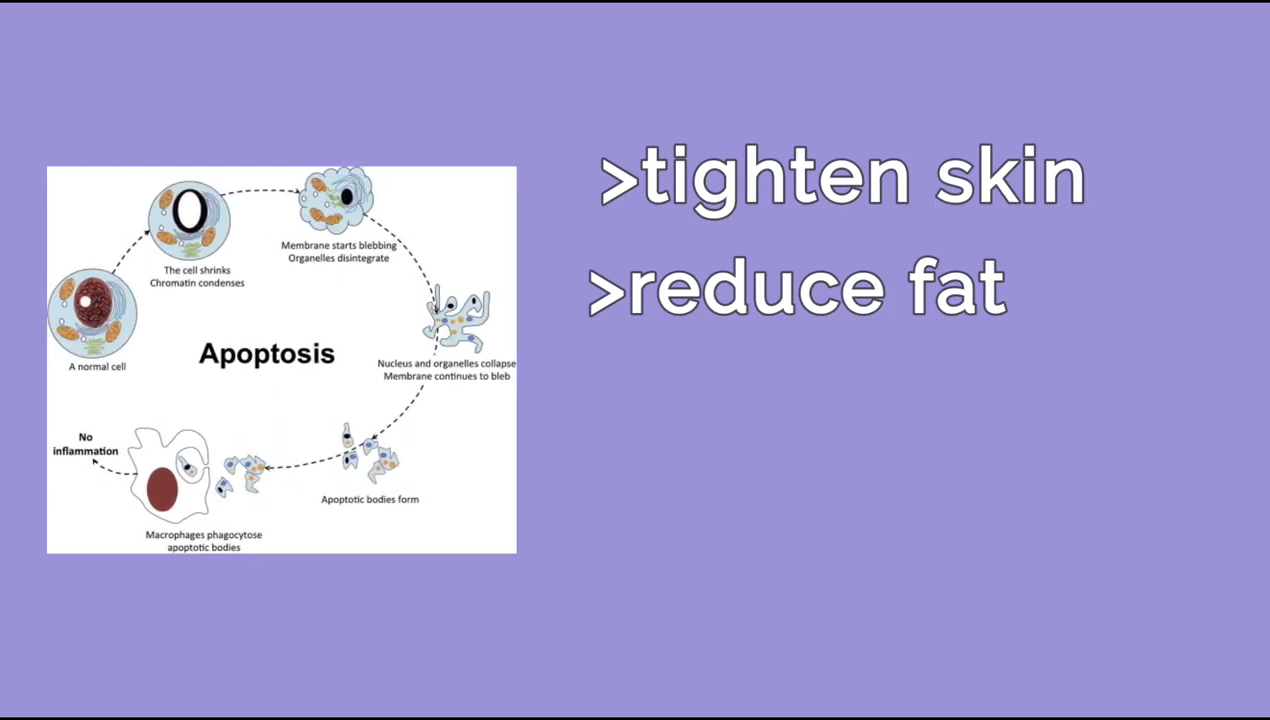 >tighten skin
>reduce fat
Membrane starts blebbing
Organelles disintegrate
The cell shrinks
Chromatin condenses
A normal cell
Apoptosis
Nucleus and organelles collapse
Membrane continues to bleb
No
inflammation
Apoptotic bodies form
Macrophages phagocytose
apoptotic bodies